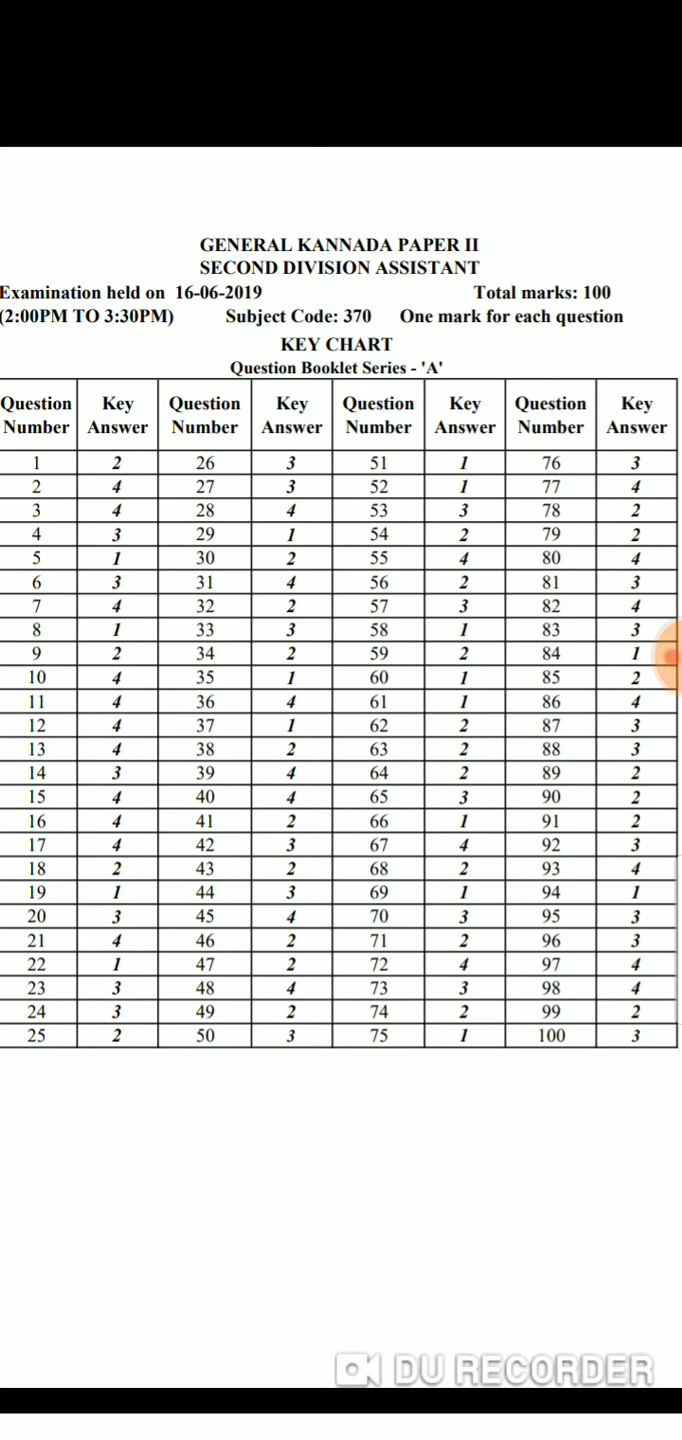 GENERAL KANNADA PAPER II
SECOND DIVISION ASSISTANT
Examination held on 16-06-2019 Total marks: 100
(2:00PM TO 3:30PM) Subject Code: 370 One mark for each question
KEY CHART
Question Booklet Series - 'A'
Question Number Key Answer Question Number Key Answer Question Number Key Answer Question Number Key Answer
1 2 26 3 51 1 76 3
2 4 27 3 52 1 77 4
3 4 28 4 53 3 78 2
4 3 29 1 54 2 79 2
5 1 30 2 55 4 80 4
6 3 31 4 56 2 81 3
7 4 32 2 57 3 82 4
8 1 33 3 58 1 83 3
9 2 34 2 59 2 84 1
10 4 35 1 60 1 85 2
11 4 36 4 61 1 86 4
12 4 37 1 62 2 87 3
13 4 38 2 63 2 88 3
14 3 39 4 64 2 89 2
15 4 40 4 65 3 90 2
16 4 41 2 66 1 91 2
17 4 42 3 67 4 92 3
18 2 43 2 68 2 93 4
19 1 44 3 69 1 94 1
20 3 45 4 70 3 95 3
21 4 46 2 71 2 96 3
22 1 47 2 72 4 97 4
23 3 48 4 73 3 98 4
24 3 49 2 74 2 99 2
25 2 50 3 75 1 100 3
DU RECORDER